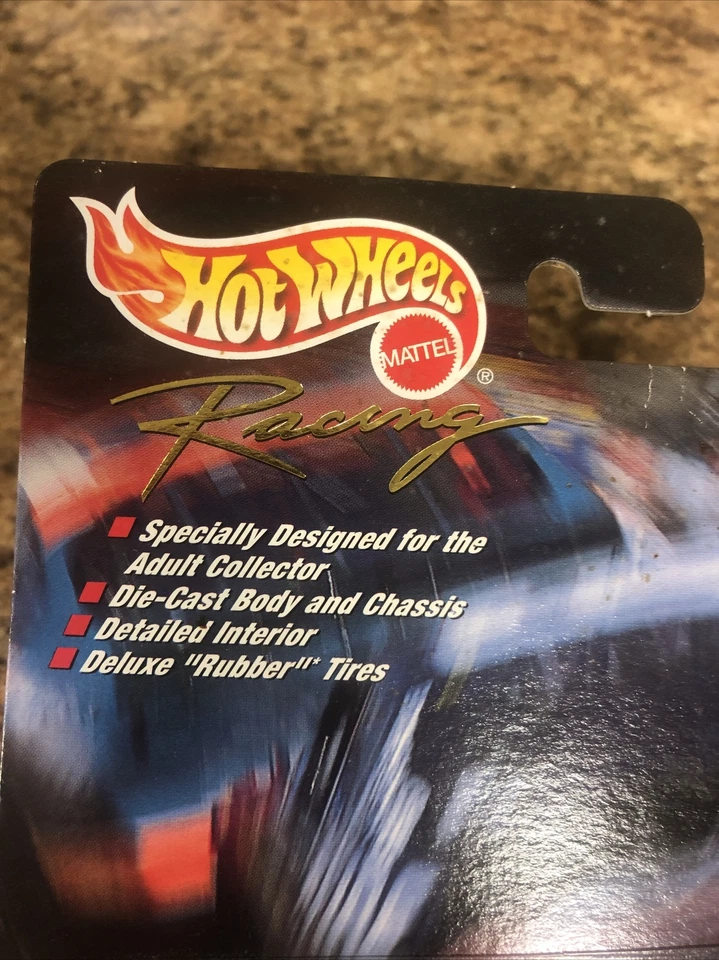 Hot Wheels
MATTEL
®
Racing
Specially Designed for the
Adult Collector
Die-Cast Body and Chassis
Detailed Interior
Deluxe "Rubber"* Tires